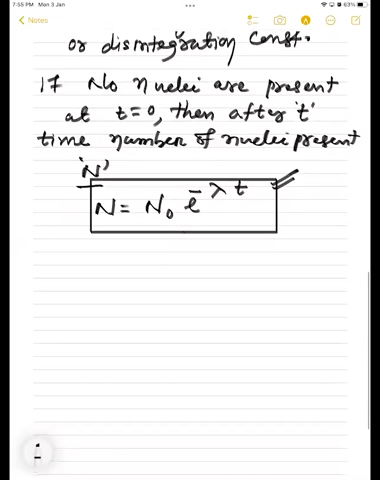 7:55 PM Mon 3 Jan
63%
Notes
or disintegration const.
If No nuclei are present
at t=0, then after 't'
time number of nuclei present
'N'
N = N₀ e^-λt